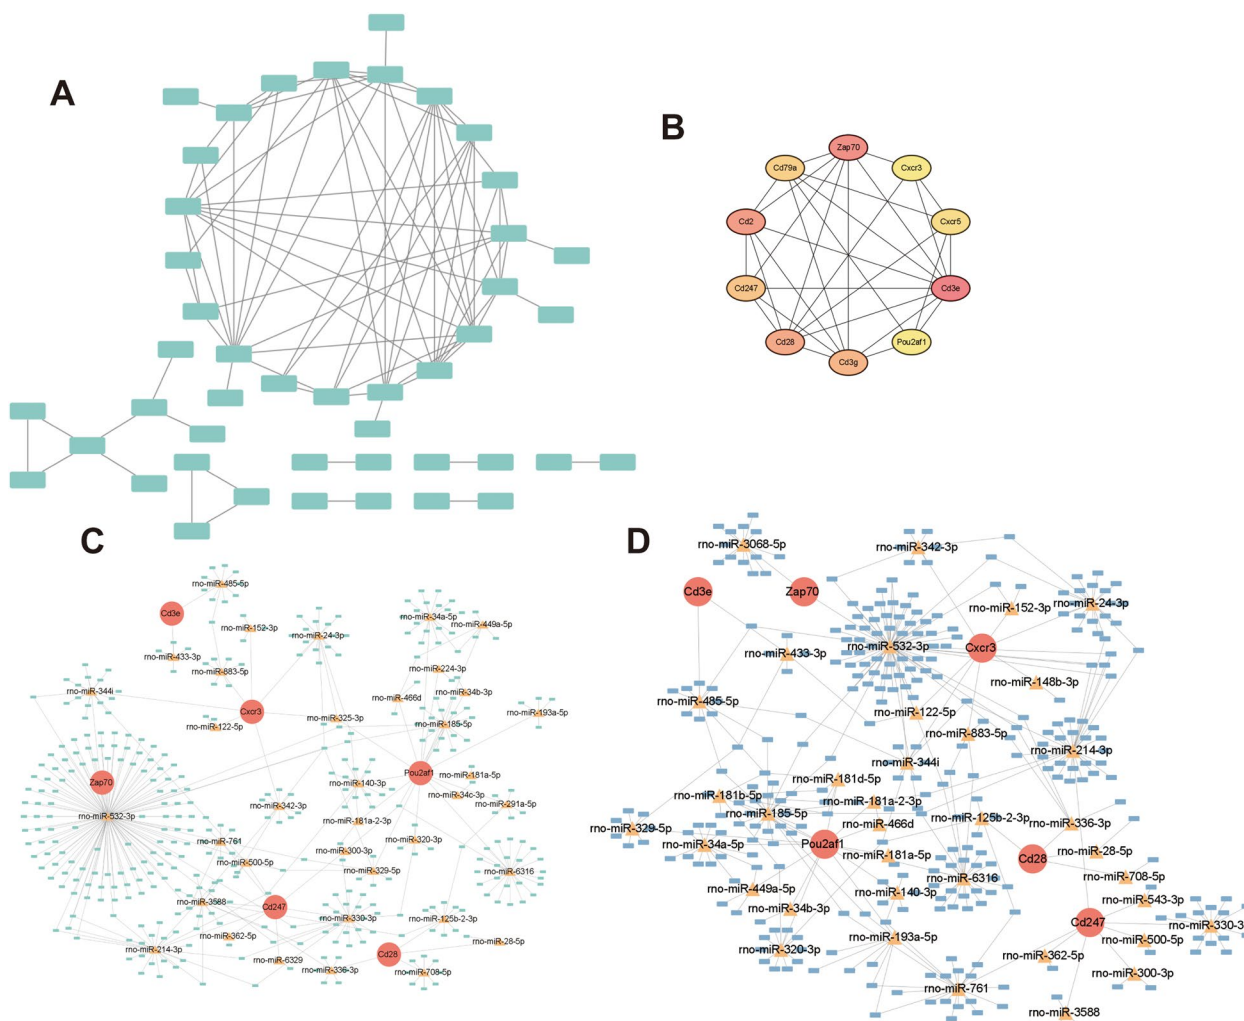 A
B
Zap70
Cd79a
Cxcr3
Cd2
Cxcr5
Cd247
Cd3e
Cd28
Pou2af1
Cd3g
C
rno-miR-485-5p
Cd3e
rno-miR-152-3p
rno-miR-24-3p
rno-miR-34a-5p
rno-miR-449a-5p
rno-miR-433-3p
rno-miR-883-5p
rno-miR-224-3p
rno-miR-344i
rno-miR-466d
rno-miR-34b-3p
Cxcr3
rno-miR-325-3p
rno-miR-193a-5p
rno-miR-122-5p
rno-miR-185-5p
Zap70
Pou2af1
rno-miR-181a-5p
rno-miR-140-3p
rno-miR-34c-3p
rno-miR-342-3p
rno-miR-291a-5p
rno-miR-532-3p
rno-miR-181a-2-3p
rno-miR-761
rno-miR-320-3p
rno-miR-300-3p
rno-miR-500-5p
rno-miR-329-5p
rno-miR-6316
rno-miR-3588
Cd247
rno-miR-330-3p
rno-miR-125b-2-3p
rno-miR-362-5p
rno-miR-28-5p
rno-miR-214-3p
Cd28
rno-miR-6329
rno-miR-336-3p
rno-miR-708-5p
D
rno-miR-3068-5p
rno-miR-342-3p
Cd3e
Zap70
rno-miR-152-3p
rno-miR-24-3p
rno-miR-433-3p
rno-miR-532-3p
Cxcr3
rno-miR-148b-3p
rno-miR-485-5p
rno-miR-122-5p
rno-miR-883-5p
rno-miR-214-3p
rno-miR-344i
rno-miR-181d-5p
rno-miR-181b-5p
rno-miR-181a-2-3p
rno-miR-185-5p
rno-miR-125b-2-3p
rno-miR-329-5p
rno-miR-466d
rno-miR-336-3p
rno-miR-34a-5p
Pou2af1
rno-miR-181a-5p
Cd28
rno-miR-28-5p
rno-miR-6316
rno-miR-708-5p
rno-miR-449a-5p
rno-miR-140-3p
rno-miR-543-3p
rno-miR-34b-3p
Cd247
rno-miR-330-3
rno-miR-193a-5p
rno-miR-500-5p
rno-miR-320-3p
rno-miR-362-5p
rno-miR-300-3p
rno-miR-761
rno-miR-3588